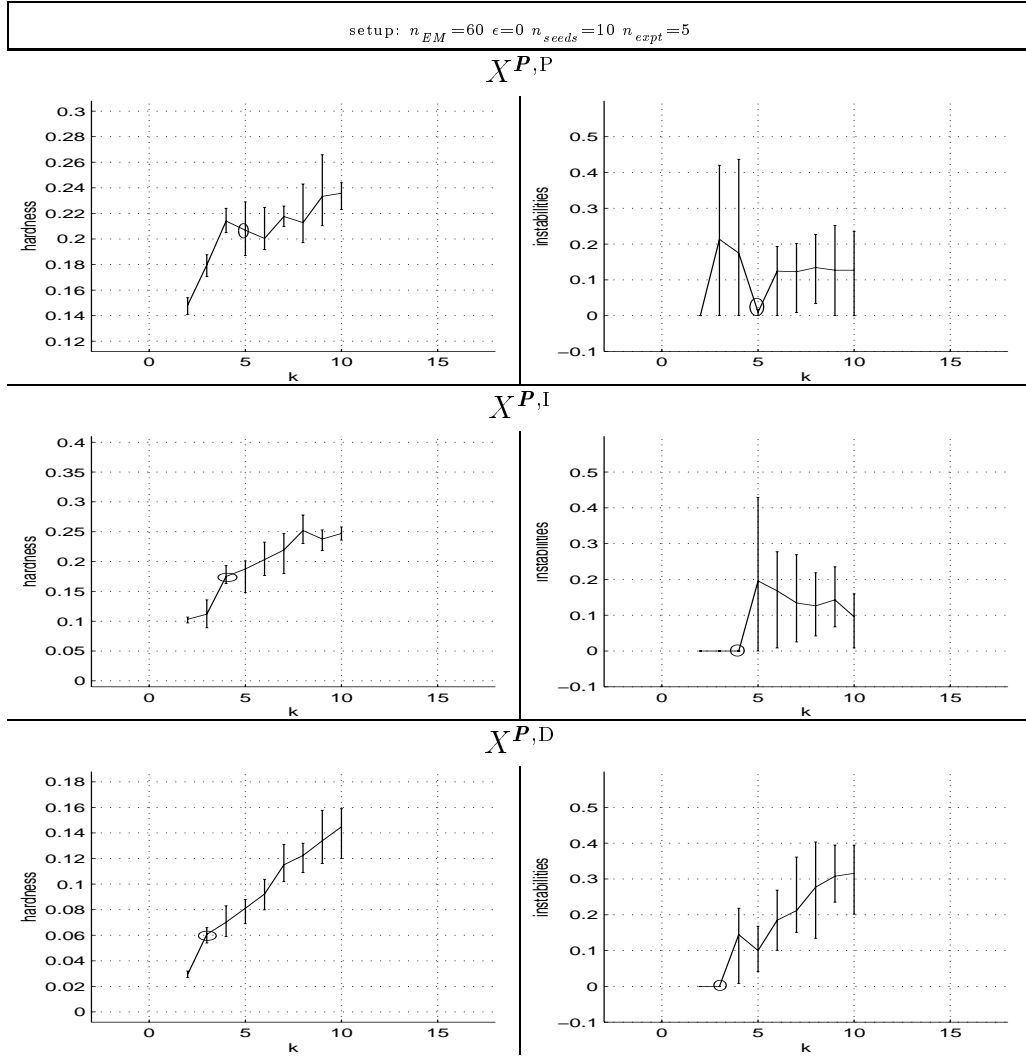 setup: n_EM=60 ϵ=0 n_seeds=10 n_expt=5
X^P,P
0.3
0.28
0.26
0.24
0.22
0.2
0.18
0.16
0.14
0.12
hardness
0 5 10 15
k
0.5
0.4
0.3
0.2
0.1
0
−0.1
instabilities
0 5 10 15
k
X^P,I
0.4
0.35
0.3
0.25
0.2
0.15
0.1
0.05
0
hardness
0 5 10 15
k
0.5
0.4
0.3
0.2
0.1
0
−0.1
instabilities
0 5 10 15
k
X^P,D
0.18
0.16
0.14
0.12
0.1
0.08
0.06
0.04
0.02
0
hardness
0 5 10 15
k
0.5
0.4
0.3
0.2
0.1
0
−0.1
instabilities
0 5 10 15
k